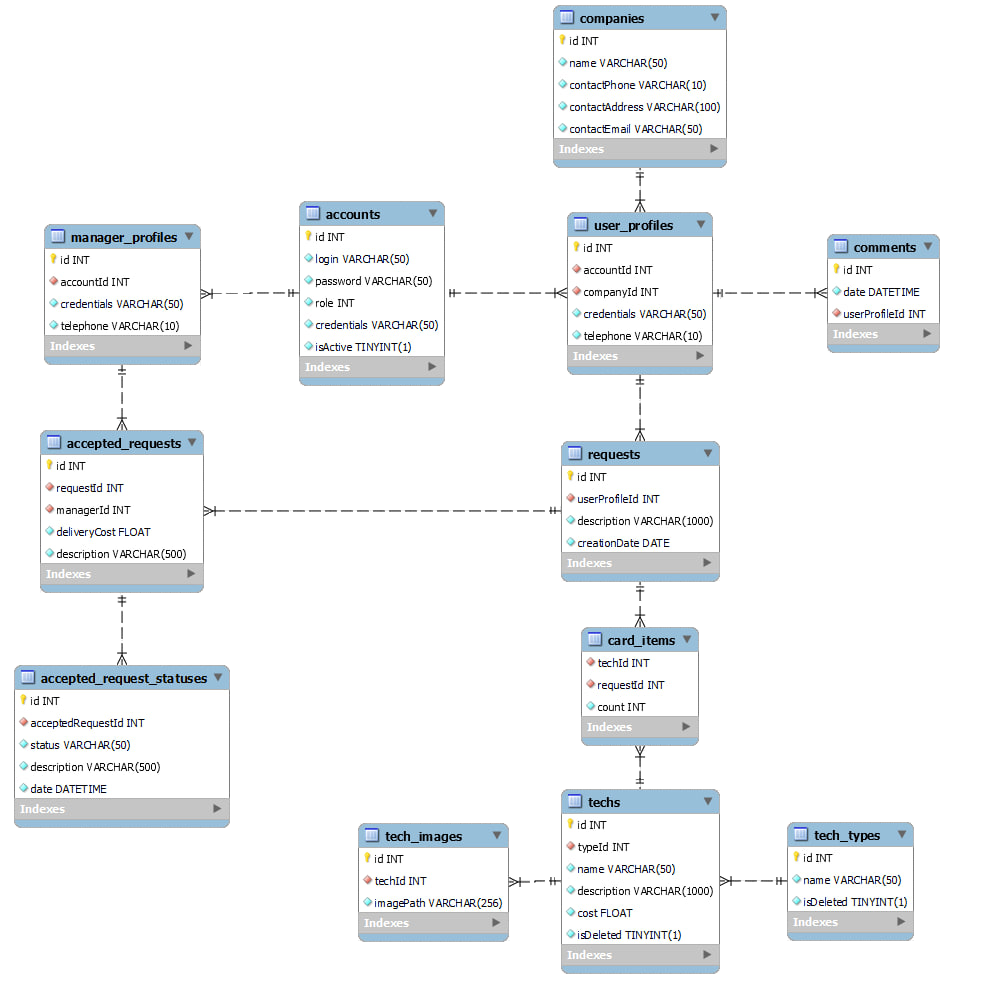 companies
id INT
name VARCHAR(50)
contactPhone VARCHAR(10)
contactAddress VARCHAR(100)
contactEmail VARCHAR(50)
Indexes
manager_profiles
id INT
accountId INT
credentials VARCHAR(50)
telephone VARCHAR(10)
Indexes
accounts
id INT
login VARCHAR(50)
password VARCHAR(50)
role INT
credentials VARCHAR(50)
isActive TINYINT(1)
Indexes
user_profiles
id INT
accountId INT
companyId INT
credentials VARCHAR(50)
telephone VARCHAR(10)
Indexes
comments
id INT
date DATETIME
userProfileId INT
Indexes
accepted_requests
id INT
requestId INT
managerId INT
deliveryCost FLOAT
description VARCHAR(500)
Indexes
requests
id INT
userProfileId INT
description VARCHAR(1000)
creationDate DATE
Indexes
accepted_request_statuses
id INT
acceptedRequestId INT
status VARCHAR(50)
description VARCHAR(500)
date DATETIME
Indexes
card_items
techId INT
requestId INT
count INT
Indexes
tech_images
id INT
techId INT
imagePath VARCHAR(256)
Indexes
techs
id INT
typeId INT
name VARCHAR(50)
description VARCHAR(1000)
cost FLOAT
isDeleted TINYINT(1)
Indexes
tech_types
id INT
name VARCHAR(50)
isDeleted TINYINT(1)
Indexes